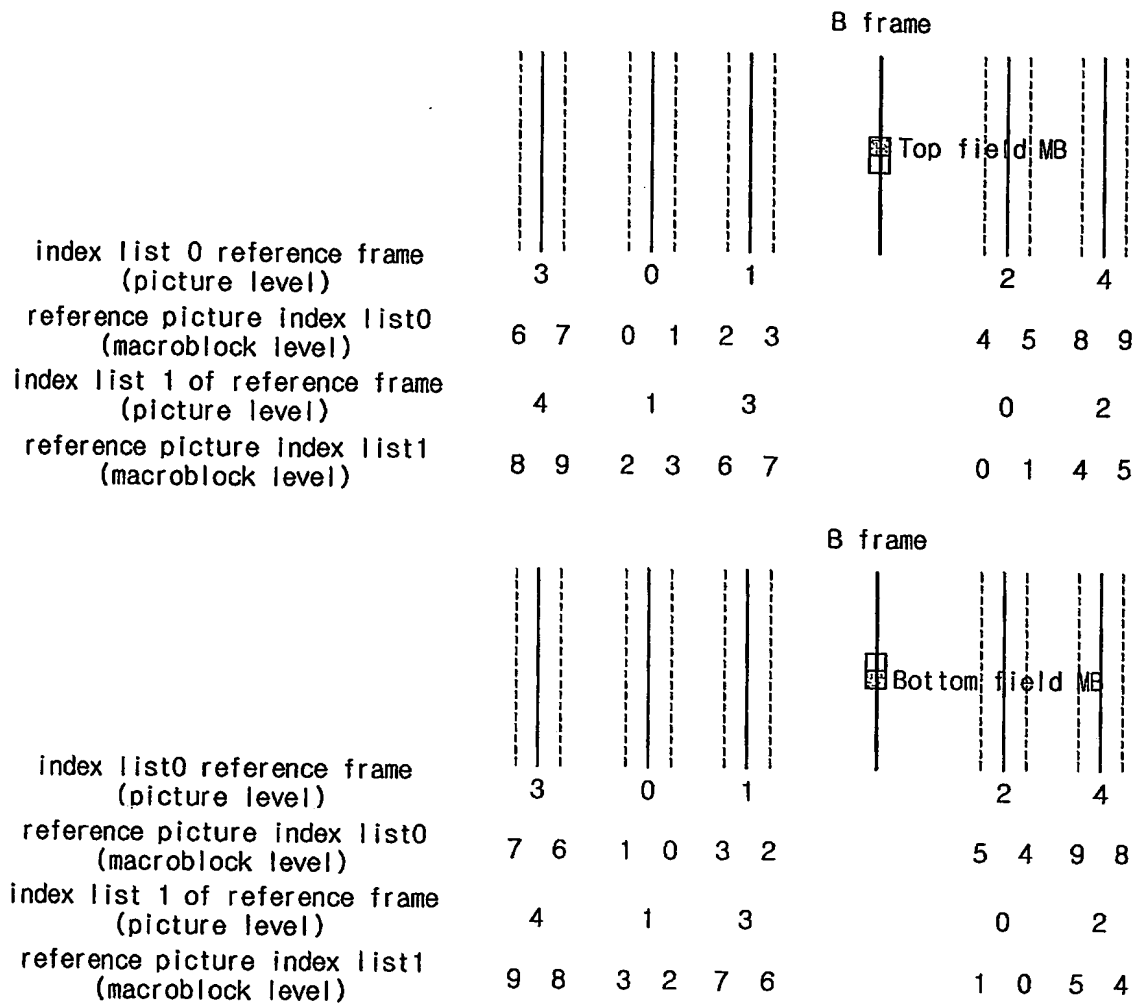 B frame
Top field MB
index list 0 reference frame
(picture level)
3 0 1 2 4
reference picture index list0
(macroblock level)
6 7 0 1 2 3 4 5 8 9
index list 1 of reference frame
(picture level)
4 1 3 0 2
reference picture index list1
(macroblock level)
8 9 2 3 6 7 0 1 4 5
B frame
Bottom field MB
index list0 reference frame
(picture level)
3 0 1 2 4
reference picture index list0
(macroblock level)
7 6 1 0 3 2 5 4 9 8
index list 1 of reference frame
(picture level)
4 1 3 0 2
reference picture index list1
(macroblock level)
9 8 3 2 7 6 1 0 5 4